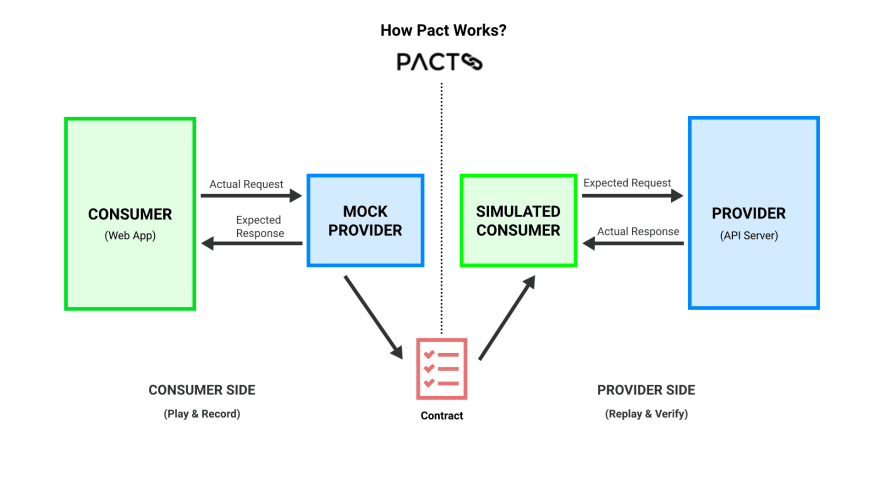 How Pact Works?
PACT
CONSUMER
(Web App)
Actual Request
Expected
Response
MOCK
PROVIDER
SIMULATED
CONSUMER
Expected Request
Actual Response
PROVIDER
(API Server)
CONSUMER SIDE
(Play & Record)
Contract
PROVIDER SIDE
(Replay & Verify)